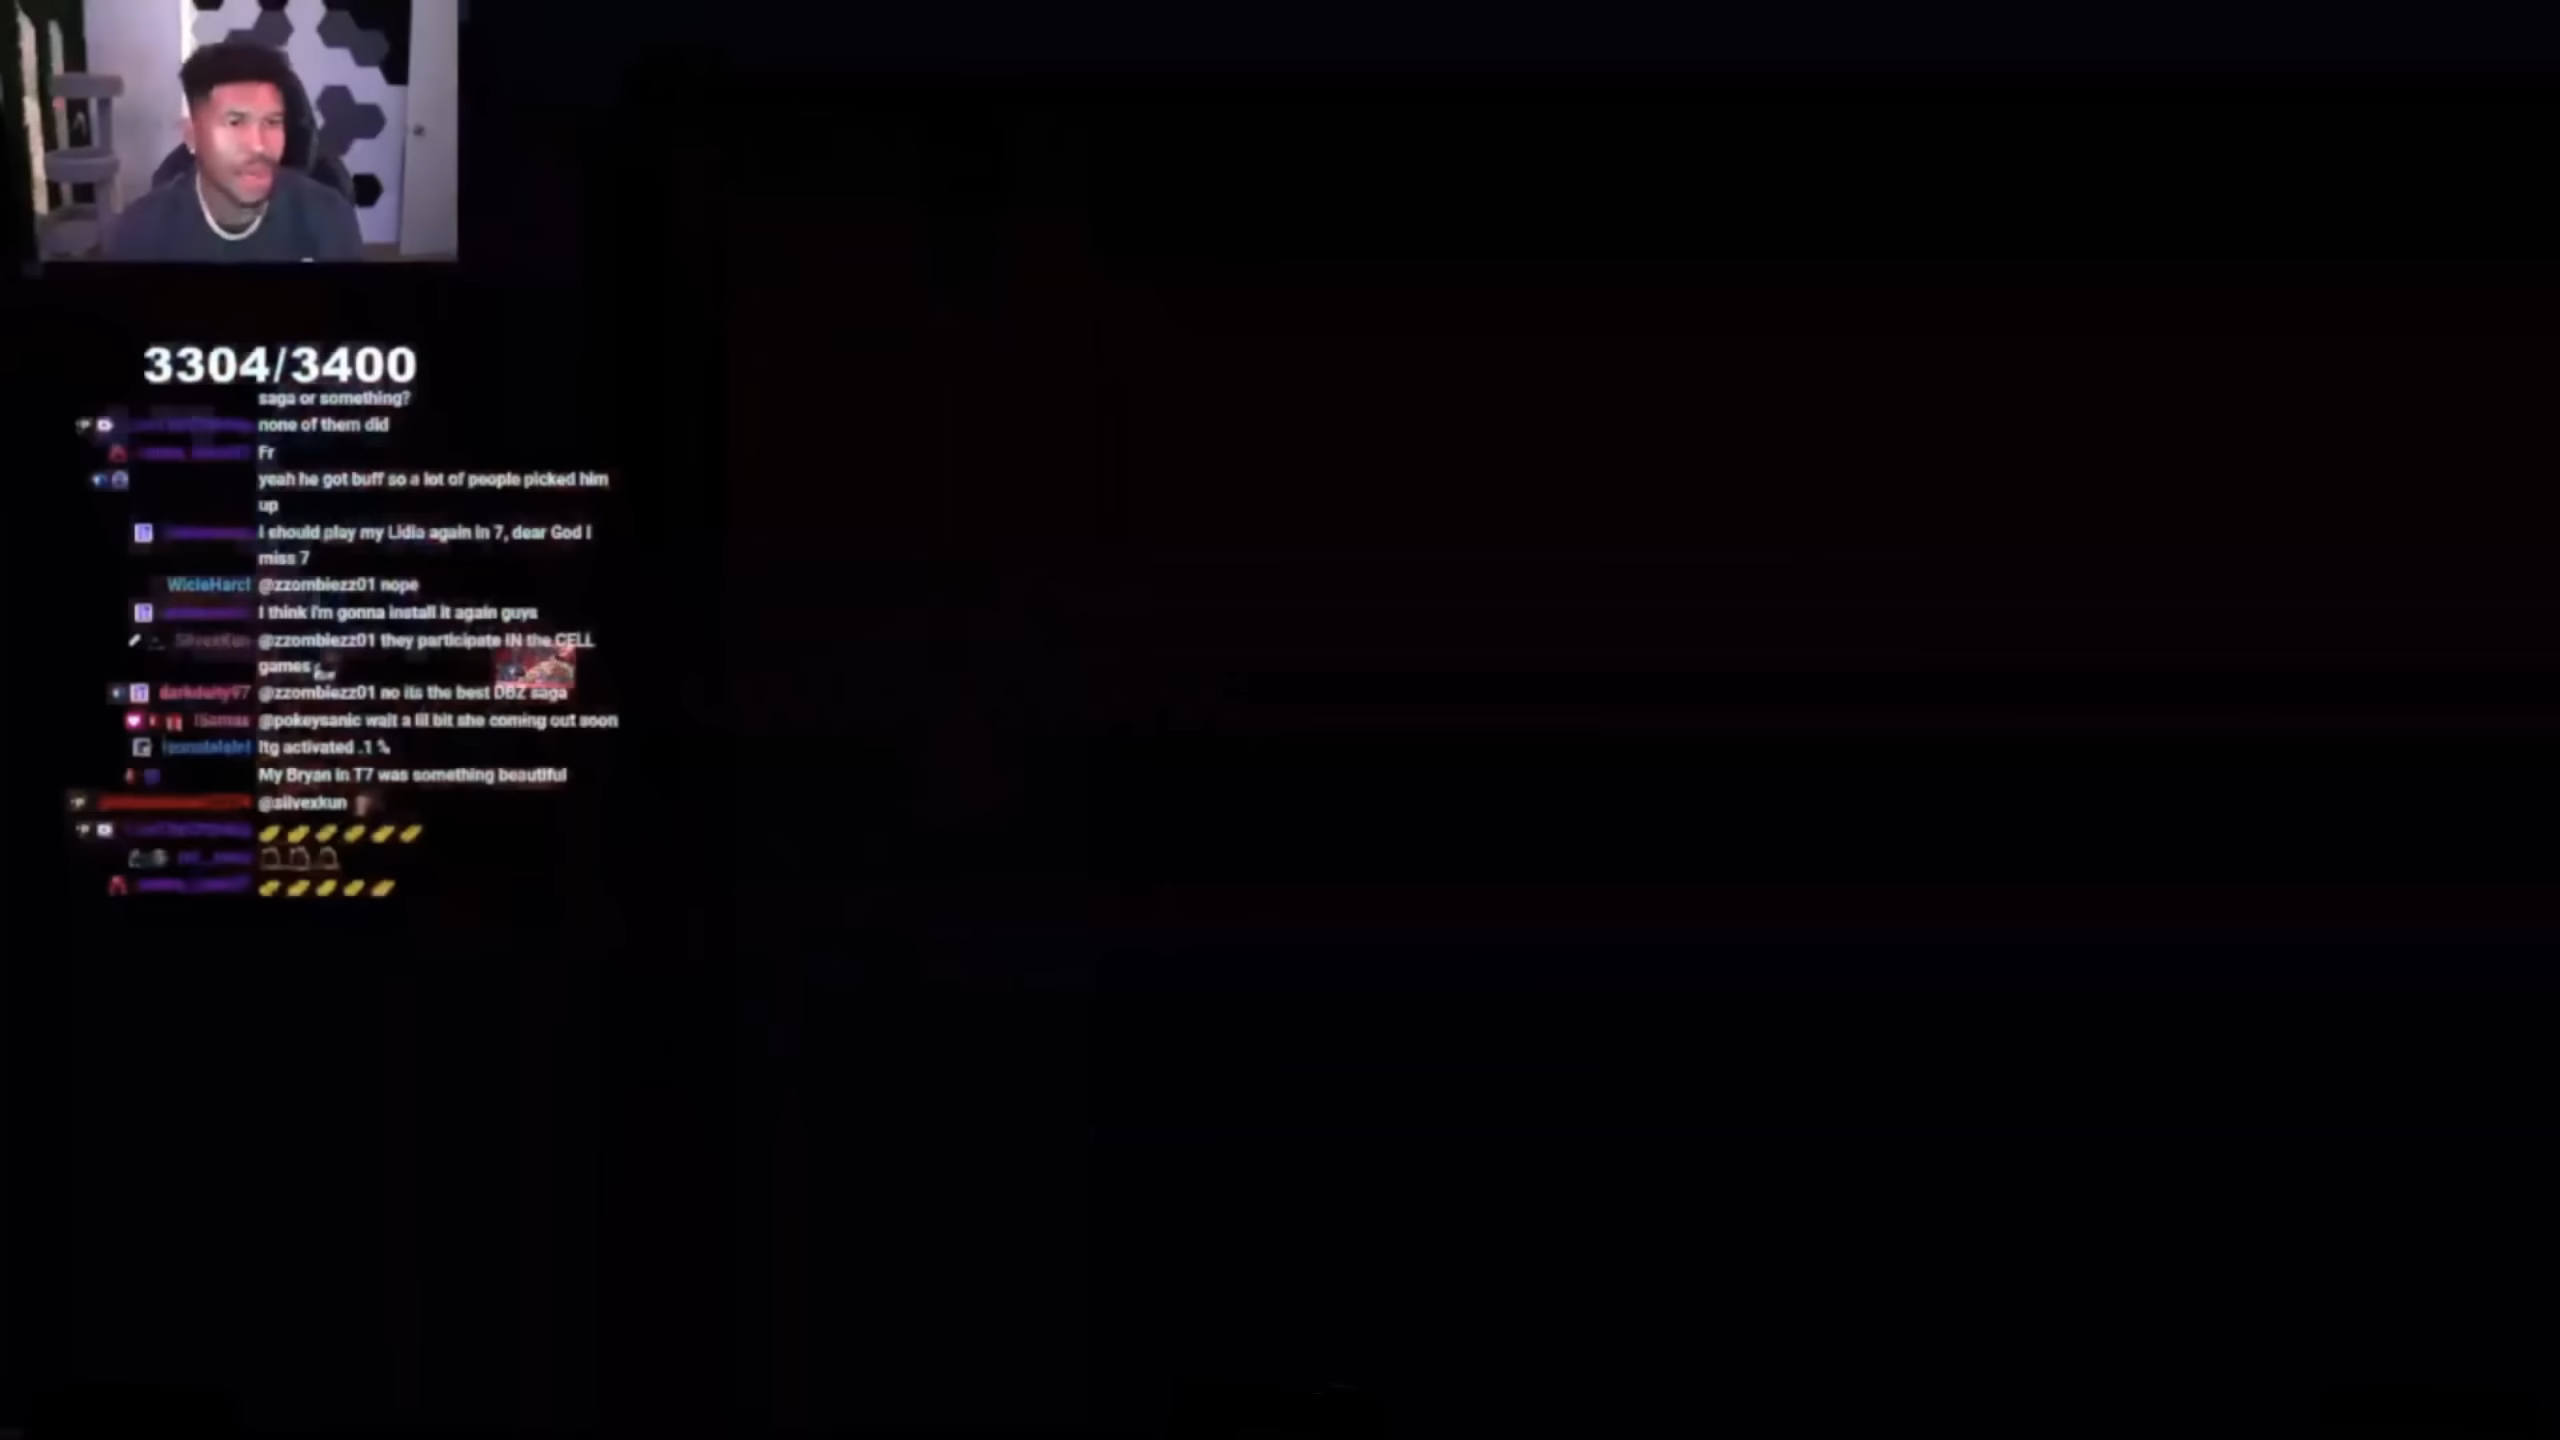 3304/3400
saga or something?
none of them did
Fr
yeah he got buff so a lot of people picked him
up
I should play my Lidia again in 7, dear God I
miss 7
@zzombiezz01 nope
I think i'm gonna install it again guys
SilvexKun @zzombiezz01 they participate IN the CELL
games
darkduity97 @zzombiezz01 no its the best DBZ saga
@pokeysanic wait a lil bit she coming out soon
ltg activated .1 %
My Bryan in T7 was something beautiful
@silvexkun